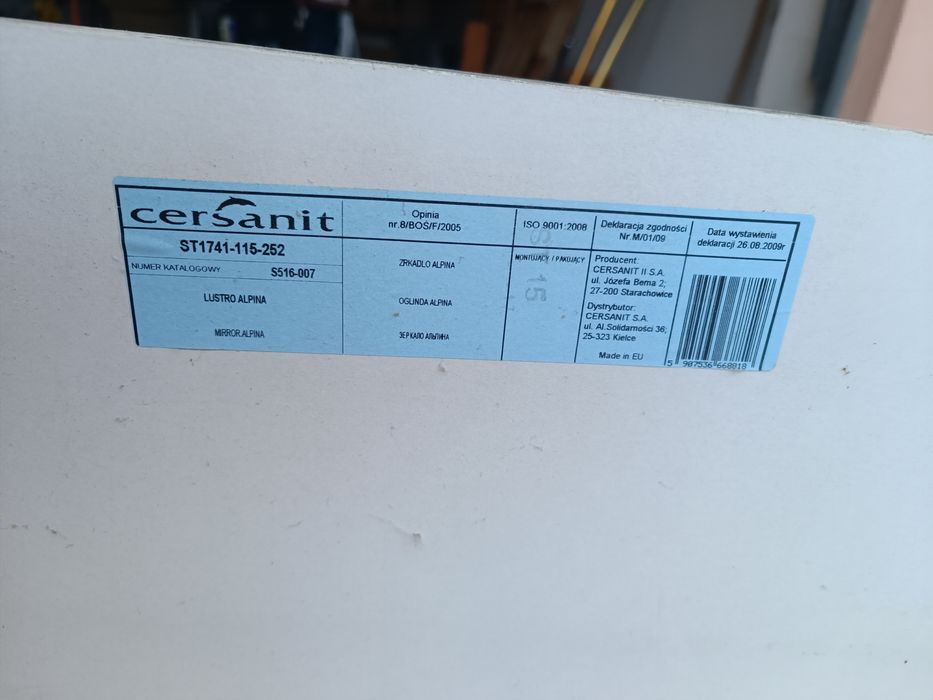 cersanit
ST1741-115-252
NUMER KATALOGOWY S516-007
LUSTRO ALPINA
MIRROR ALPINA
Opinia
nr.8/BOŚ/F/2005
ZRKADLO ALPINA
OGLINDA ALPINA
ЗЕРКАЛО АЛЬПИНА
ISO 9001:2008
MONTUJĄCY / PAKUJĄCY
15
Deklaracja zgodności
Nr.M/01/09
Producent:
CERSANIT II S.A.
ul. Józefa Bema 2;
27-200 Starachowice
Dystrybutor:
CERSANIT S.A.
ul. Al.Solidarności 36;
25-323 Kielce
Made in EU
Data wystawienia
deklaracji 26.08.2009r
5 907536 668818